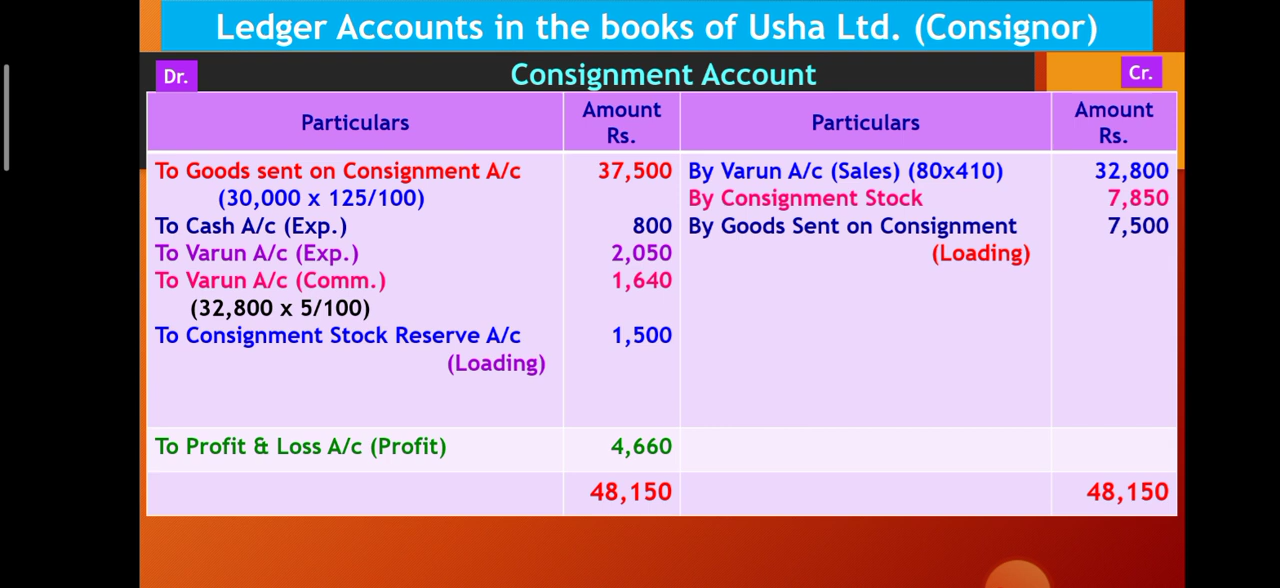 Ledger Accounts in the books of Usha Ltd. (Consignor)
Dr. Consignment Account Cr.
Particulars Amount Rs. Particulars Amount Rs.
To Goods sent on Consignment A/c 37,500 By Varun A/c (Sales) (80x410) 32,800
(30,000 x 125/100) By Consignment Stock 7,850
To Cash A/c (Exp.) 800 By Goods Sent on Consignment 7,500
To Varun A/c (Exp.) 2,050 (Loading)
To Varun A/c (Comm.) 1,640
(32,800 x 5/100)
To Consignment Stock Reserve A/c 1,500
(Loading)
To Profit & Loss A/c (Profit) 4,660
48,150 48,150